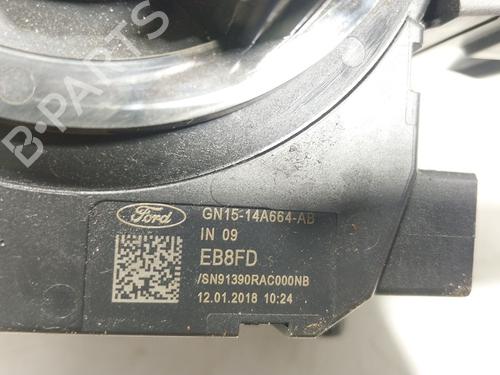 B-PARTS
Ford
GN15-14A664-AB
IN 09
EB8FD
/SN91390RAC000NB
12.01.2018 10:24